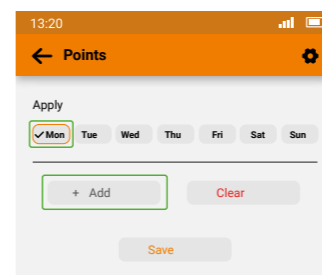 13:20
Points
Apply
Mon Tue Wed Thu Fri Sat Sun
+ Add Clear
Save